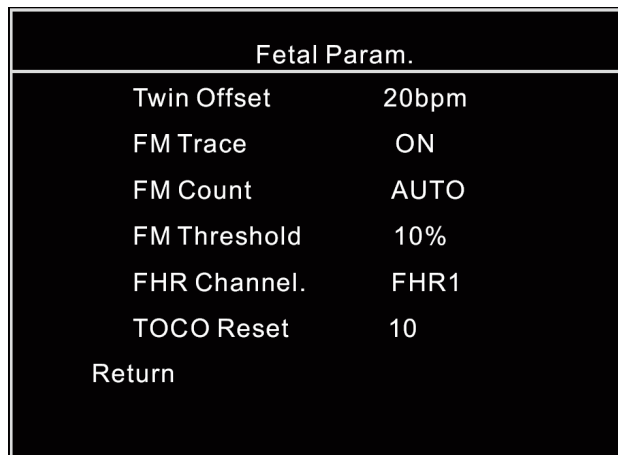 Fetal Param.
Twin Offset 20bpm
FM Trace ON
FM Count AUTO
FM Threshold 10%
FHR Channel. FHR1
TOCO Reset 10
Return